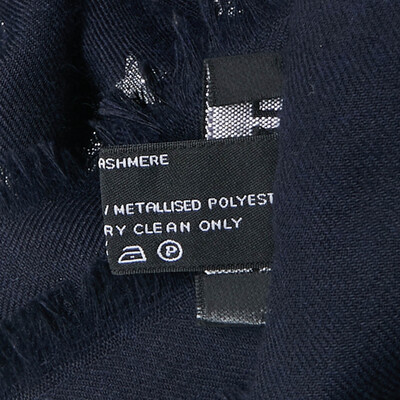 ASHMERE
METALLISED POLYEST
RY CLEAN ONLY
P